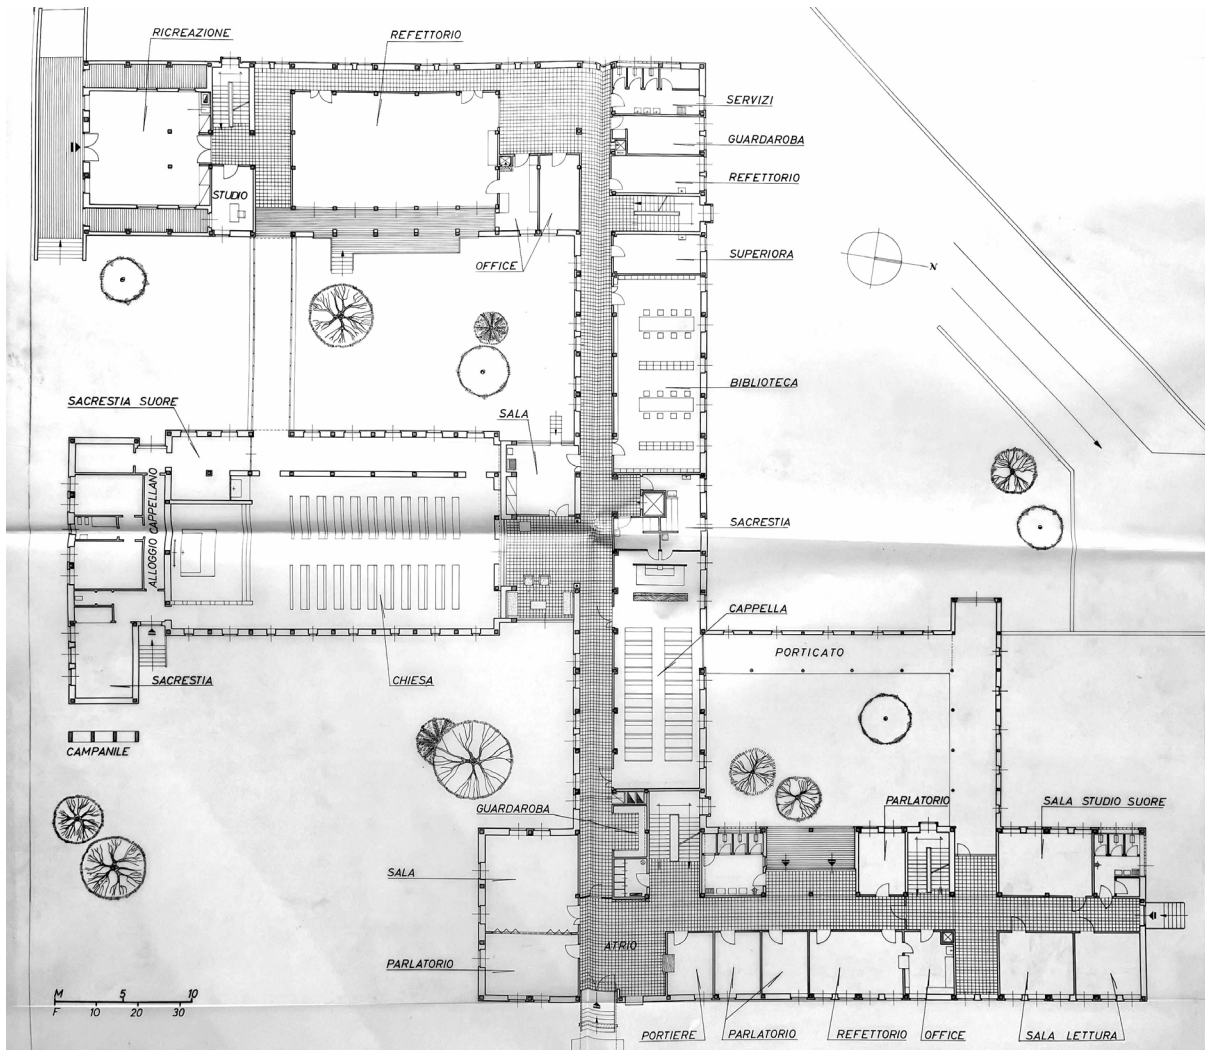 RICREAZIONE
REFETTORIO
SERVIZI
GUARDAROBA
REFETTORIO
STUDIO
SUPERIORA
OFFICE
N
BIBLIOTECA
SACRESTIA SUORE
SALA
ALLOGGIO CAPPELLANO
SACRESTIA
CAPPELLA
PORTICATO
SACRESTIA
CHIESA
CAMPANILE
GUARDAROBA
PARLATORIO
SALA STUDIO SUORE
SALA
ATRIO
PARLATORIO
M 5 10
F 10 20 30
PORTIERE
PARLATORIO
REFETTORIO
OFFICE
SALA LETTURA